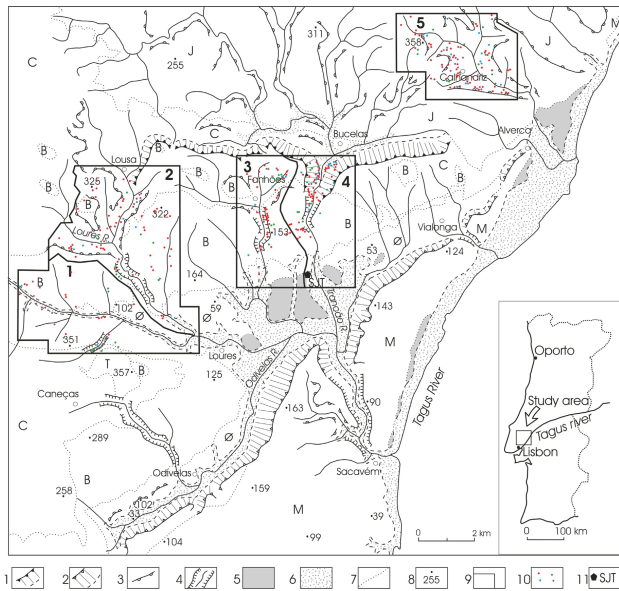 5
M
311
358
J
J
J
C
255
Calhandriz
C
Bucelas
J
Alverca
Lousa
B
B
2
3
4
C
B
325
Fanhões
B
B
B
B
B
322
B
Loures R.
153
B
Vialonga
M
1
B
B
53
Ø
124
164
SJT
102
Ø
59
Ø
Trancão R.
143
B
351
Loures
M
T
357
B
125
Odivelas R.
Tagus River
Oporto
Caneças
163
90
Study area
C
289
Ø
Tagus river
B
Odivelas
Sacavém
Lisbon
258
102
33
159
M
39
0 2 km
0 100 km
104
99
1 2 3 4 5 6 7 8 255 9 10 11 SJT